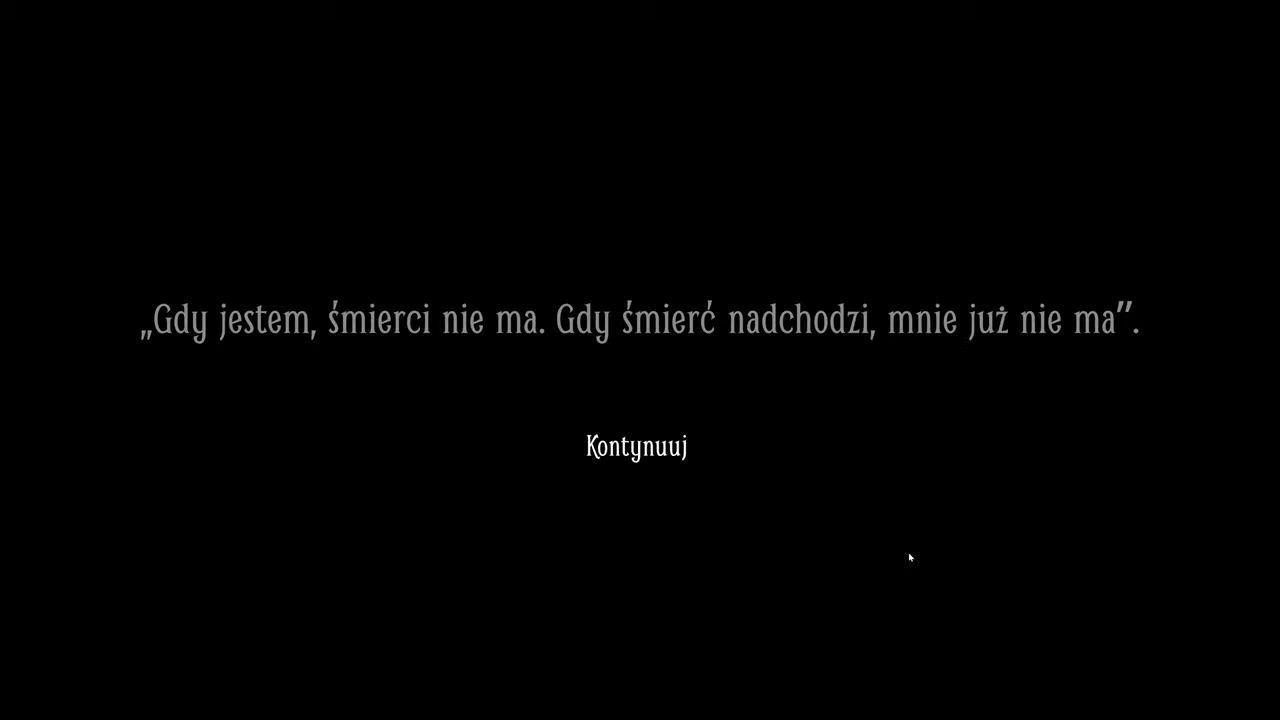 „Gdy jestem, śmierci nie ma. Gdy śmierć nadchodzi, mnie już nie ma”.
Kontynuuj